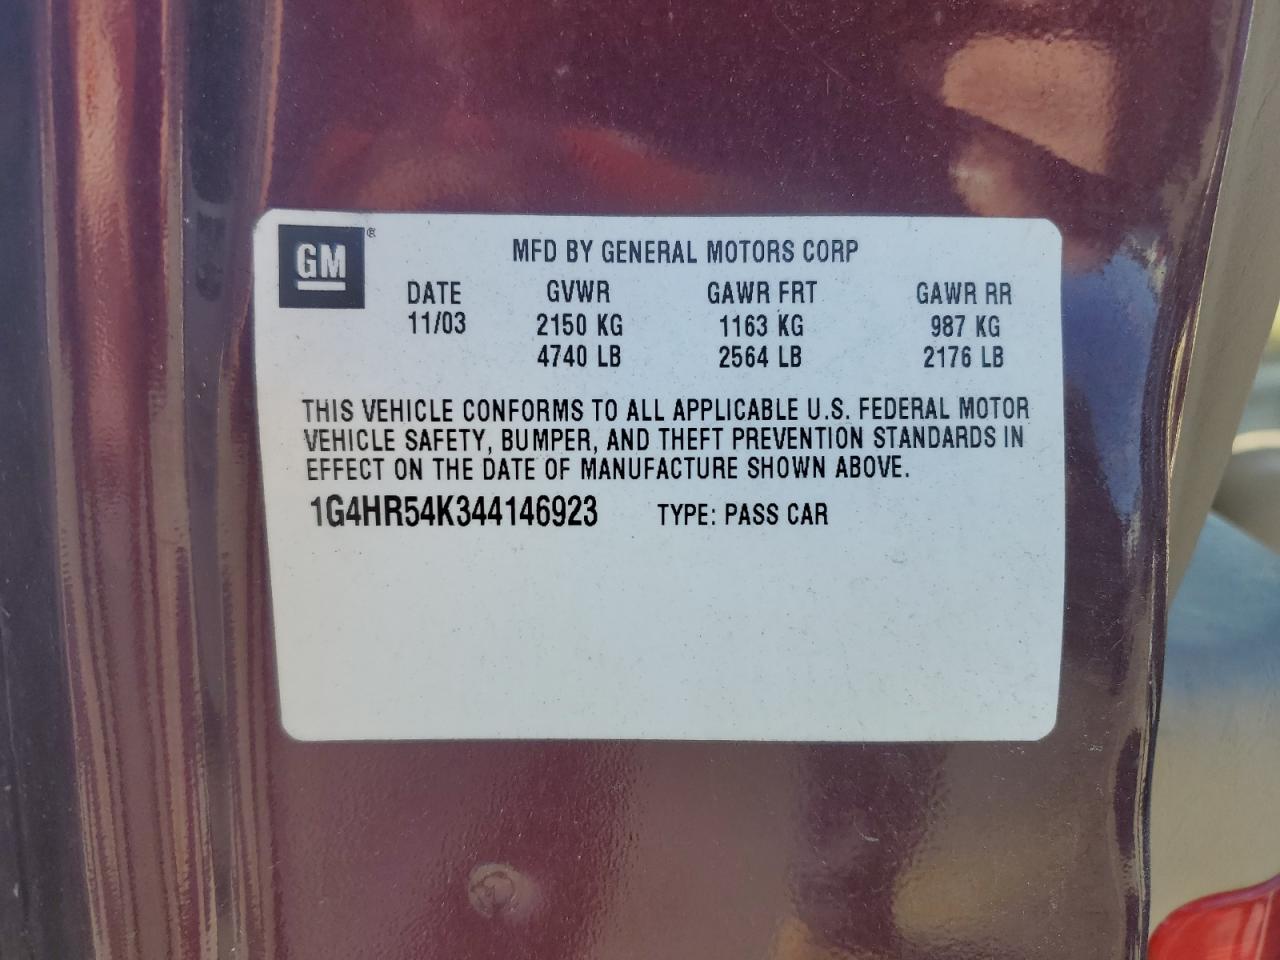 GM®
MFD BY GENERAL MOTORS CORP
DATE GVWR GAWR FRT GAWR RR
11/03 2150 KG 1163 KG 987 KG
4740 LB 2564 LB 2176 LB
THIS VEHICLE CONFORMS TO ALL APPLICABLE U.S. FEDERAL MOTOR
VEHICLE SAFETY, BUMPER, AND THEFT PREVENTION STANDARDS IN
EFFECT ON THE DATE OF MANUFACTURE SHOWN ABOVE.
1G4HR54K344146923 TYPE: PASS CAR